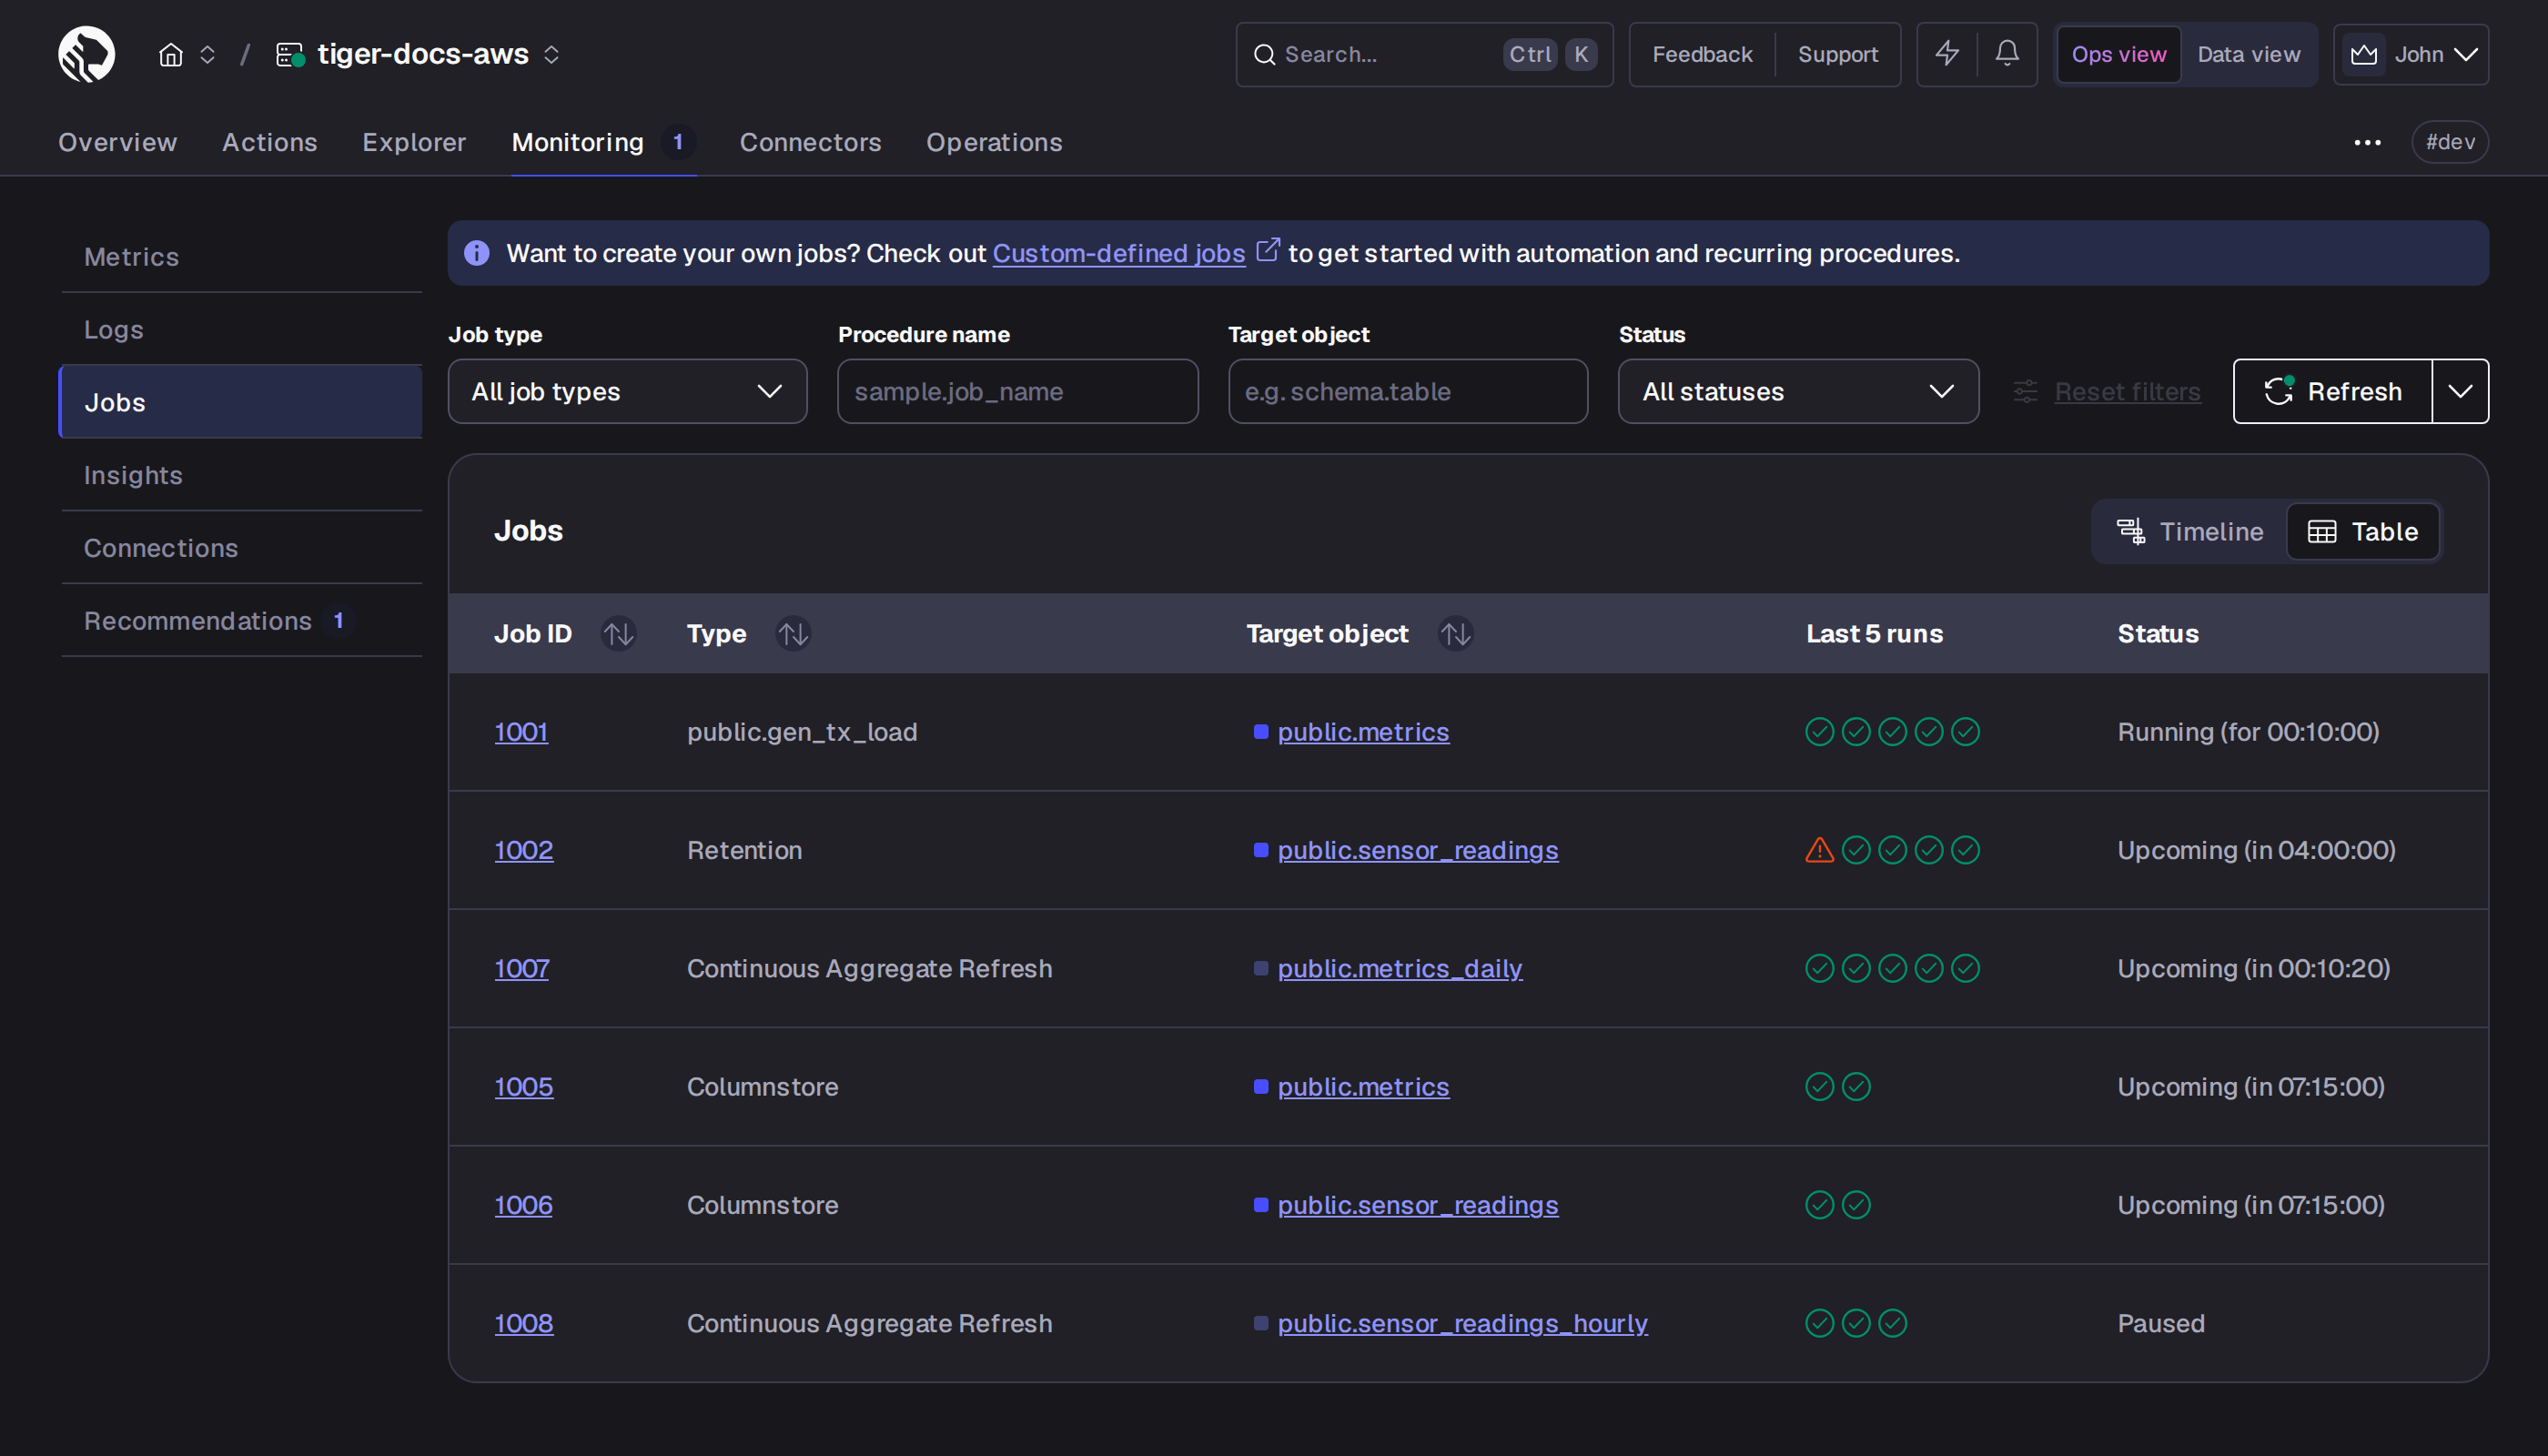 / tiger-docs-aws Search... Ctrl K Feedback Support Ops view Data view John
Overview Actions Explorer Monitoring 1 Connectors Operations ... #dev
Metrics
Logs
Jobs
Insights
Connections
Recommendations 1
Want to create your own jobs? Check out Custom-defined jobs to get started with automation and recurring procedures.
Job type Procedure name Target object Status
All job types sample.job_name e.g. schema.table All statuses Reset filters Refresh
Jobs Timeline Table
Job ID Type Target object Last 5 runs Status
1001 public.gen_tx_load public.metrics Running (for 00:10:00)
1002 Retention public.sensor_readings Upcoming (in 04:00:00)
1007 Continuous Aggregate Refresh public.metrics_daily Upcoming (in 00:10:20)
1005 Columnstore public.metrics Upcoming (in 07:15:00)
1006 Columnstore public.sensor_readings Upcoming (in 07:15:00)
1008 Continuous Aggregate Refresh public.sensor_readings_hourly Paused